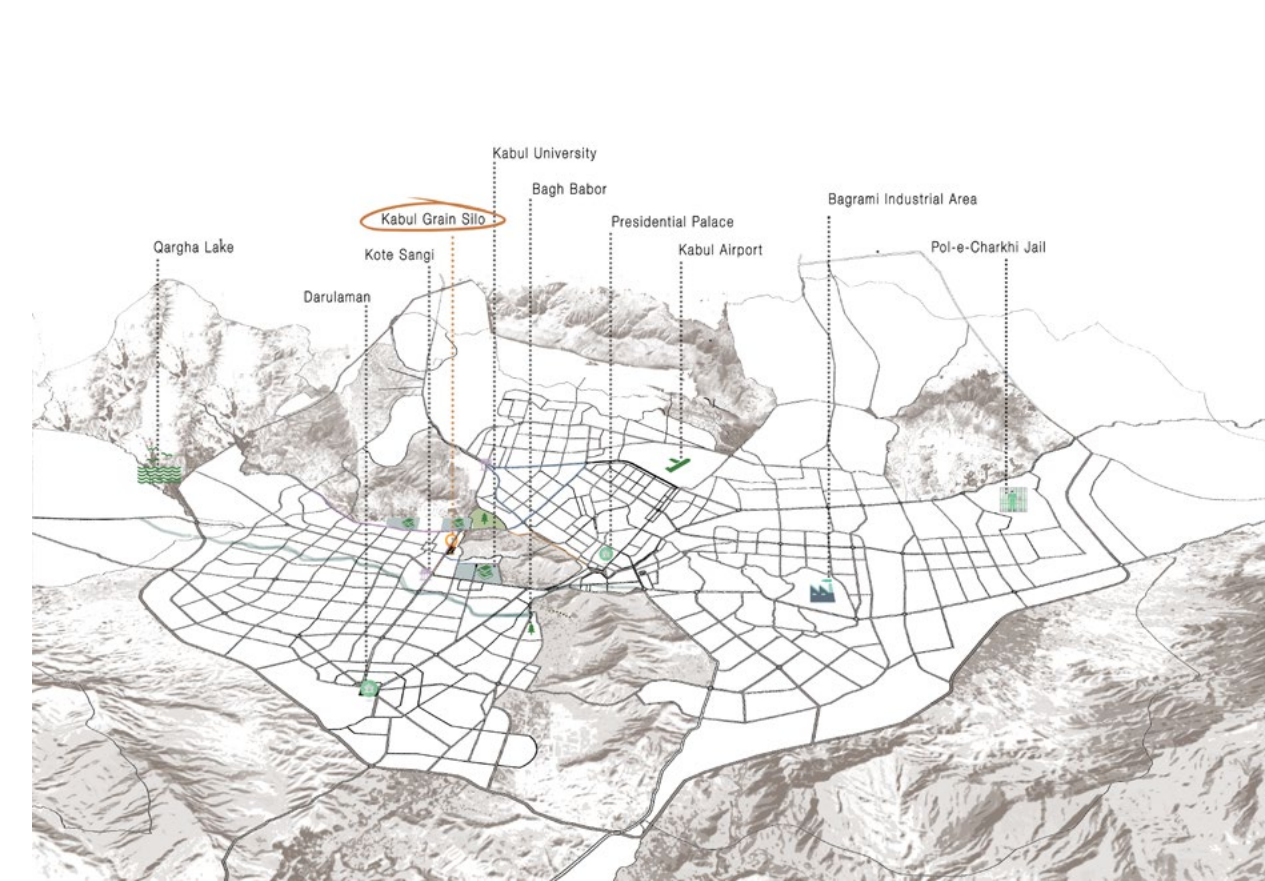 Kabul University
Bagh Babor
Bagrami Industrial Area
Kabul Grain Silo
Presidential Palace
Qargha Lake
Kote Sangi
Kabul Airport
Pol-e-Charkhi Jail
Darulaman